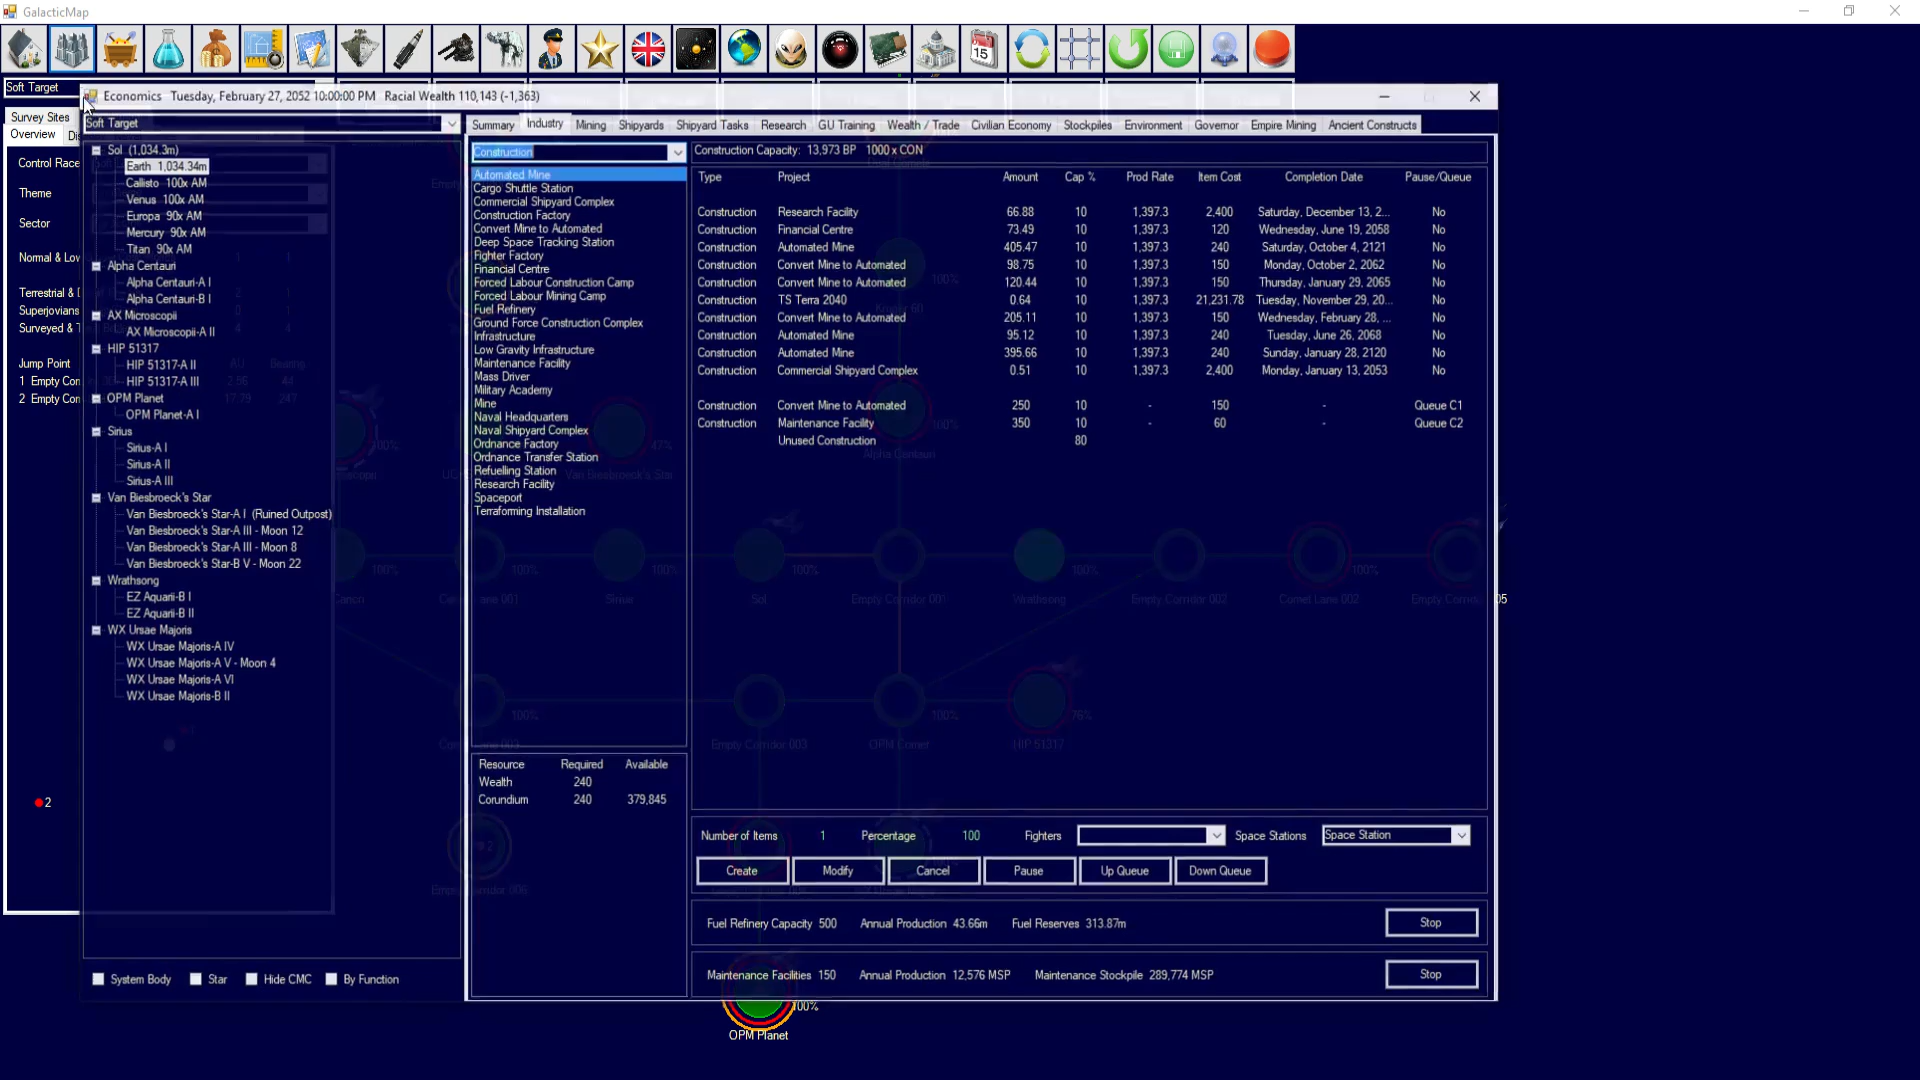 GalacticMap
15
Soft Target
Economics Tuesday, February 27, 2052 10:00:00 PM Racial Wealth 110,143 (-1,363)
Survey Sites
Overview
Control Race
Theme
Sector
Normal & Low
Terrestrial &
Superjovians
Surveyed &
Jump Point
1 Empty Corr
2 Empty Corr
2
Soft Target
Sol (1,034.3m)
Earth 1,034.34m
Callisto 100x AM
Venus 100x AM
Europa 90x AM
Mercury 90x AM
Titan 90x AM
Alpha Centauri
Alpha Centauri-A I
Alpha Centauri-B I
AX Microscopii
AX Microscopii-A II
HIP 51317
HIP 51317-A II
HIP 51317-A III
OPM Planet
OPM Planet-A I
Sirius
Sirius-A I
Sirius-A II
Sirius-A III
Van Biesbroeck's Star
Van Biesbroeck's Star-A I (Ruined Outpost)
Van Biesbroeck's Star-A III - Moon 12
Van Biesbroeck's Star-A III - Moon 8
Van Biesbroeck's Star-B V - Moon 22
Wrathsong
EZ Aquarii-B I
EZ Aquarii-B II
WX Ursae Majoris
WX Ursae Majoris-A IV
WX Ursae Majoris-A V - Moon 4
WX Ursae Majoris-A VI
WX Ursae Majoris-B II
System Body Star Hide CMC By Function
Summary Industry Mining Shipyards Shipyard Tasks Research GU Training Wealth / Trade Civilian Economy Stockpiles Environment Governor Empire Mining Ancient Constructs
Construction
Automated Mine
Cargo Shuttle Station
Commercial Shipyard Complex
Construction Factory
Convert Mine to Automated
Deep Space Tracking Station
Fighter Factory
Financial Centre
Forced Labour Construction Camp
Forced Labour Mining Camp
Fuel Refinery
Ground Force Construction Complex
Infrastructure
Low Gravity Infrastructure
Maintenance Facility
Mass Driver
Military Academy
Mine
Naval Headquarters
Naval Shipyard Complex
Ordnance Factory
Ordnance Transfer Station
Refuelling Station
Research Facility
Spaceport
Terraforming Installation
Resource Required Available
Wealth 240
Corundium 240 379,845
Construction Capacity: 13,973 BP 1000 x CON
Type Project Amount Cap % Prod Rate Item Cost Completion Date Pause/Queue
Construction Research Facility 66.88 10 1,397.3 2,400 Saturday, December 13, 2... No
Construction Financial Centre 73.49 10 1,397.3 120 Wednesday, June 19, 2058 No
Construction Automated Mine 405.47 10 1,397.3 240 Saturday, October 4, 2121 No
Construction Convert Mine to Automated 98.75 10 1,397.3 150 Monday, October 2, 2062 No
Construction Convert Mine to Automated 120.44 10 1,397.3 150 Thursday, January 29, 2065 No
Construction TS Terra 2040 0.64 10 1,397.3 21,231.78 Tuesday, November 29, 20... No
Construction Convert Mine to Automated 205.11 10 1,397.3 150 Wednesday, February 28, ... No
Construction Automated Mine 95.12 10 1,397.3 240 Tuesday, June 26, 2068 No
Construction Automated Mine 395.66 10 1,397.3 240 Sunday, January 28, 2120 No
Construction Commercial Shipyard Complex 0.51 10 1,397.3 2,400 Monday, January 13, 2053 No
Construction Convert Mine to Automated 250 10 - 150 - Queue C1
Construction Maintenance Facility 350 10 - 60 - Queue C2
Unused Construction 80
Number of Items 1 Percentage 100 Fighters Space Stations Space Station
Create Modify Cancel Pause Up Queue Down Queue
Fuel Refinery Capacity 500 Annual Production 43.66m Fuel Reserves 313.87m Stop
Maintenance Facilities 150 Annual Production 12,576 MSP Maintenance Stockpile 289,774 MSP Stop
05
100%
OPM Planet